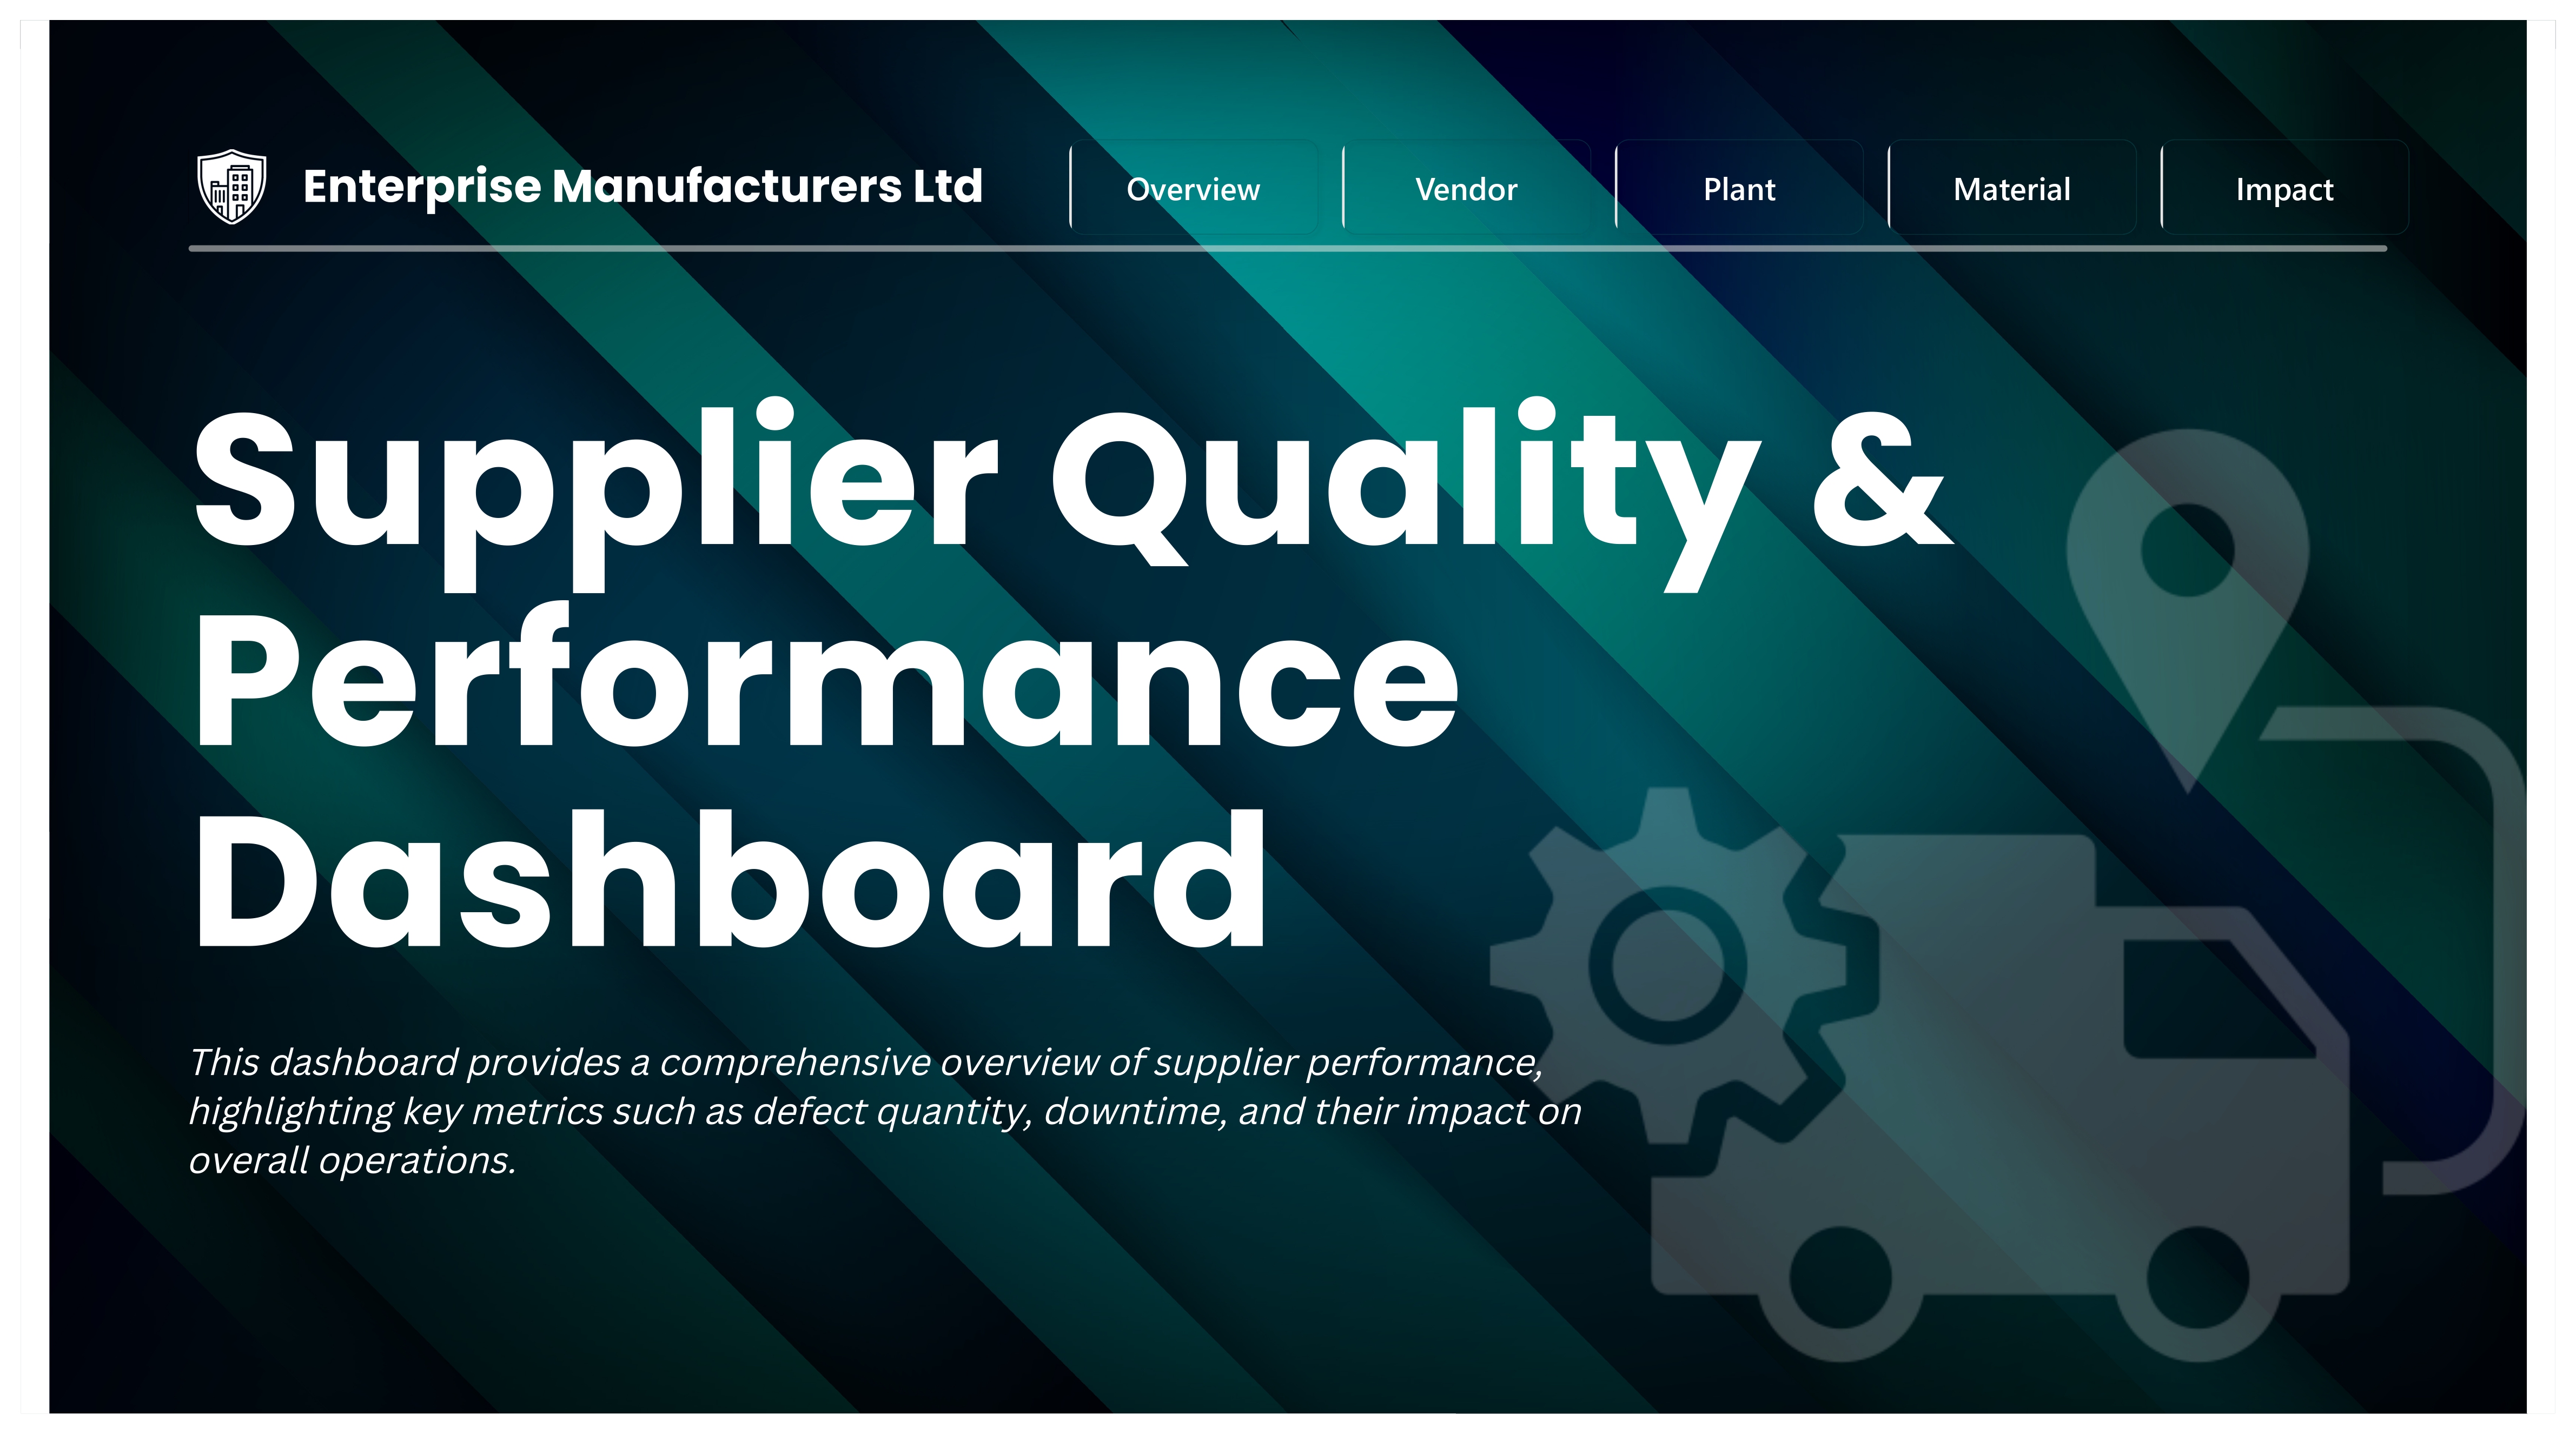 Enterprise Manufacturers Ltd
Overview
Vendor
Plant
Material
Impact
Supplier Quality &
Performance
Dashboard
This dashboard provides a comprehensive overview of supplier performance,
highlighting key metrics such as defect quantity, downtime, and their impact on
overall operations.